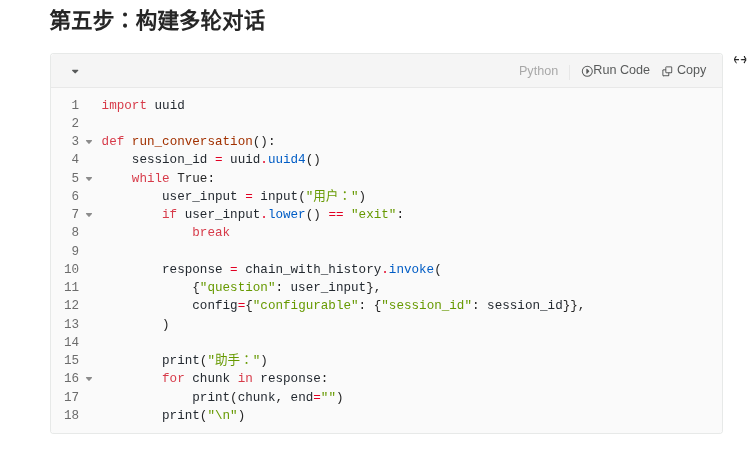 第五步：构建多轮对话
Python
Run Code
Copy
1 import uuid
2
3 def run_conversation():
4     session_id = uuid.uuid4()
5     while True:
6         user_input = input("用户：")
7         if user_input.lower() == "exit":
8             break
9
10         response = chain_with_history.invoke(
11             {"question": user_input},
12             config={"configurable": {"session_id": session_id}},
13         )
14
15         print("助手：")
16         for chunk in response:
17             print(chunk, end="")
18         print("\n")